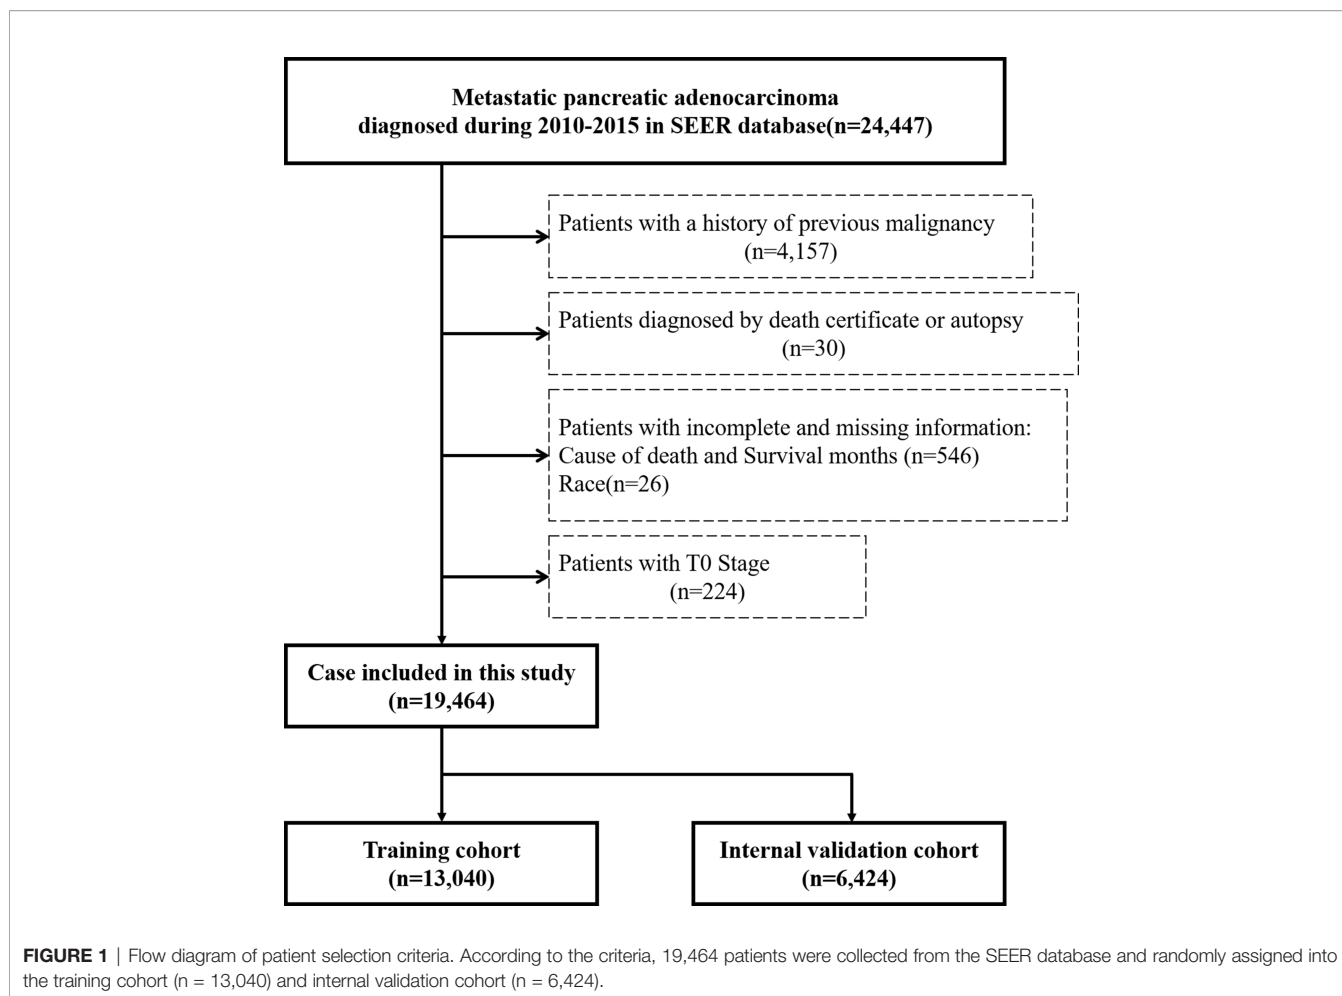 Metastatic pancreatic adenocarcinoma
diagnosed during 2010-2015 in SEER database(n=24,447)
Patients with a history of previous malignancy
(n=4,157)
Patients diagnosed by death certificate or autopsy
(n=30)
Patients with incomplete and missing information:
Cause of death and Survival months (n=546)
Race(n=26)
Patients with T0 Stage
(n=224)
Case included in this study
(n=19,464)
Training cohort
(n=13,040)
Internal validation cohort
(n=6,424)
FIGURE 1 | Flow diagram of patient selection criteria. According to the criteria, 19,464 patients were collected from the SEER database and randomly assigned into
the training cohort (n = 13,040) and internal validation cohort (n = 6,424).